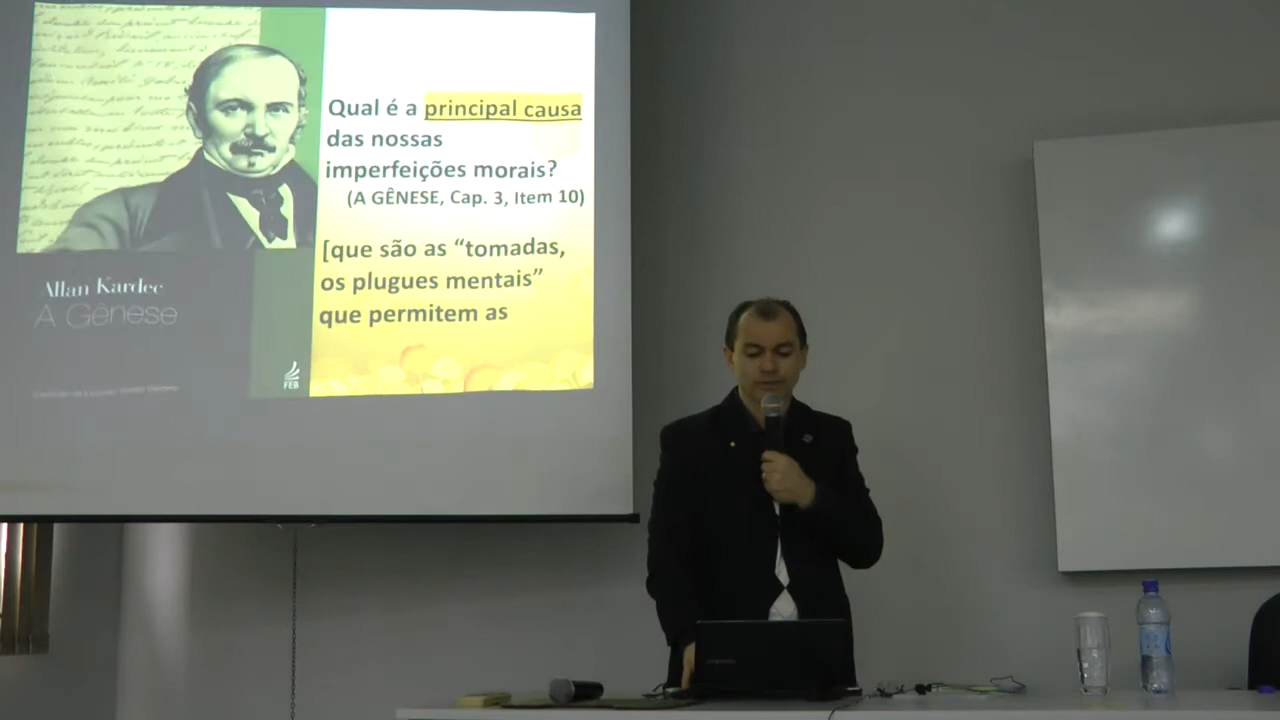 Qual é a principal causa
das nossas
imperfeições morais?
(A GÊNESE, Cap. 3, Item 10)
[que são as “tomadas,
os plugues mentais”
que permitem as
Allan Kardec
A Gênese
FEB